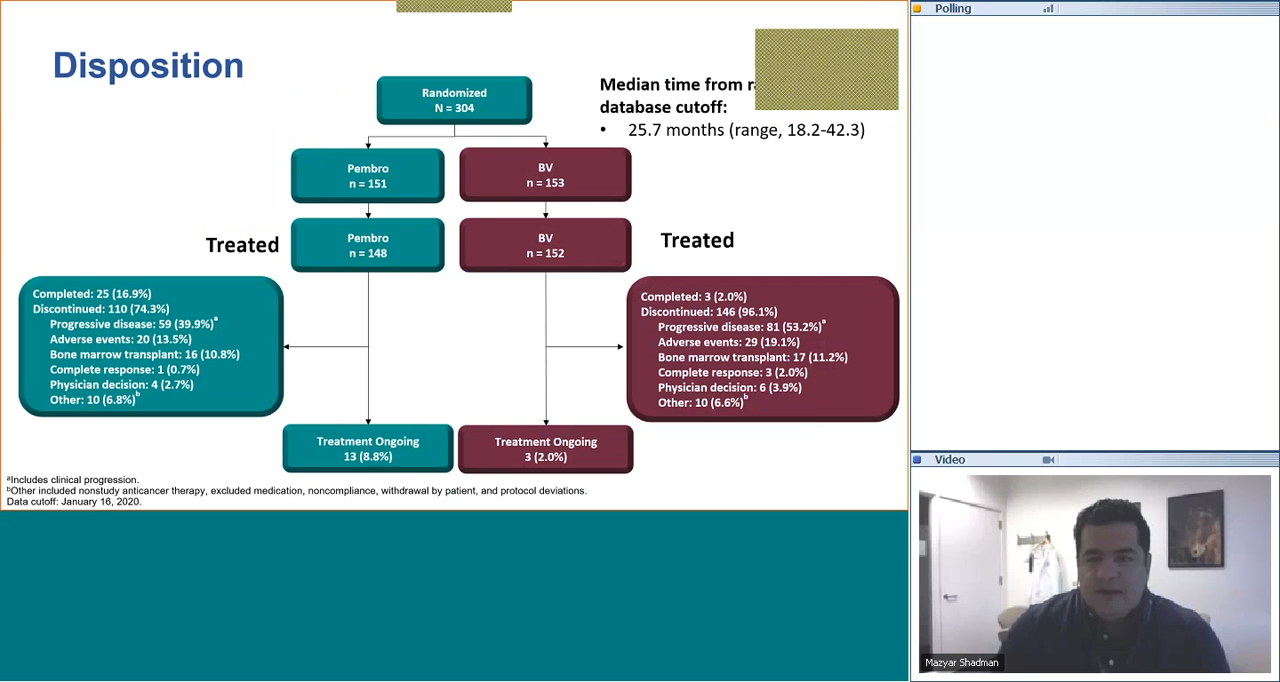 Disposition
Randomized
N = 304
Median time from
database cutoff:
• 25.7 months (range, 18.2-42.3)
Pembro
n = 151
BV
n = 153
Treated
Pembro
n = 148
BV
n = 152
Treated
Completed: 25 (16.9%)
Discontinued: 110 (74.3%)
Progressive disease: 59 (39.9%)a
Adverse events: 20 (13.5%)
Bone marrow transplant: 16 (10.8%)
Complete response: 1 (0.7%)
Physician decision: 4 (2.7%)
Other: 10 (6.8%)b
Completed: 3 (2.0%)
Discontinued: 146 (96.1%)
Progressive disease: 81 (53.2%)a
Adverse events: 29 (19.1%)
Bone marrow transplant: 17 (11.2%)
Complete response: 3 (2.0%)
Physician decision: 6 (3.9%)
Other: 10 (6.6%)b
Treatment Ongoing
13 (8.8%)
Treatment Ongoing
3 (2.0%)
aIncludes clinical progression.
bOther included nonstudy anticancer therapy, excluded medication, noncompliance, withdrawal by patient, and protocol deviations.
Data cutoff: January 16, 2020.
Polling
Video
Mazyar Shadman